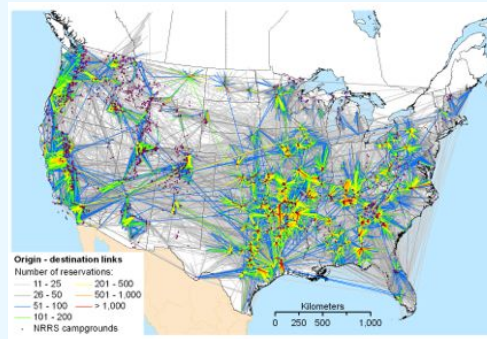 Origin - destination links
Number of reservations:
11 - 25
26 - 50
51 - 100
101 - 200
201 - 500
501 - 1,000
> 1,000
NRRS campgrounds
Kilometers
0 250 500 1,000